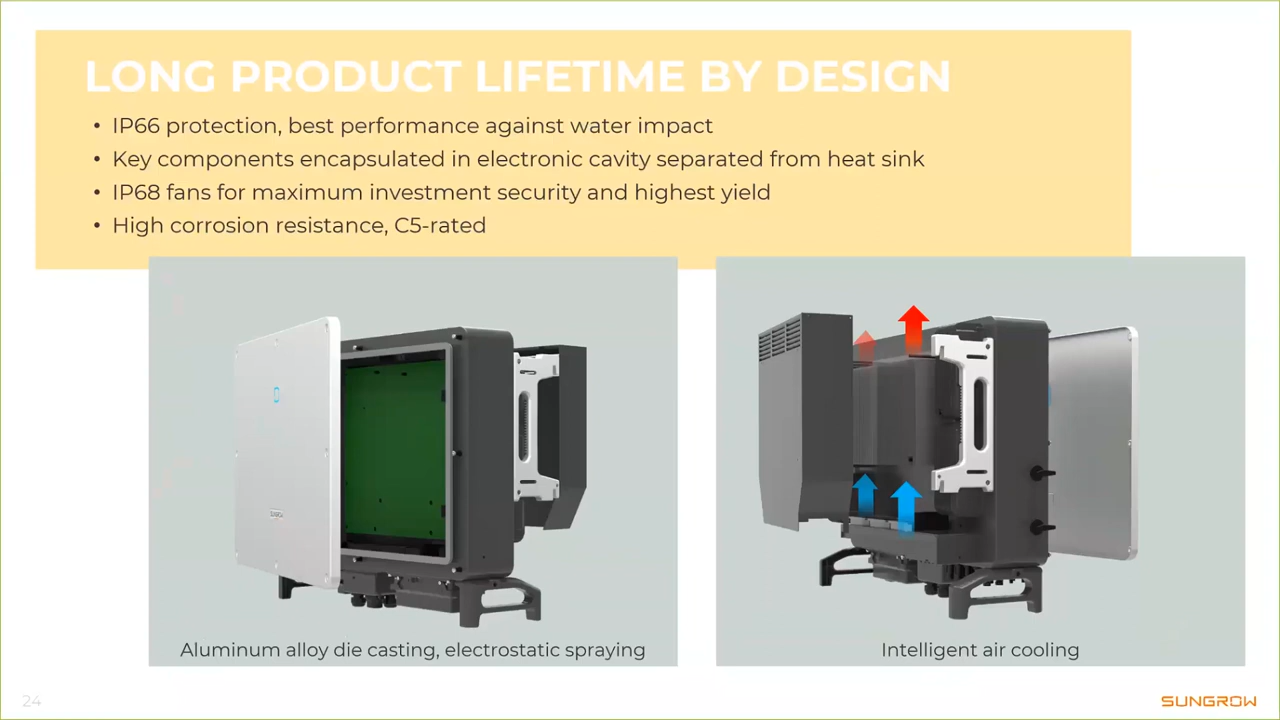 LONG PRODUCT LIFETIME BY DESIGN
• IP66 protection, best performance against water impact
• Key components encapsulated in electronic cavity separated from heat sink
• IP68 fans for maximum investment security and highest yield
• High corrosion resistance, C5-rated
SUNGROW
Aluminum alloy die casting, electrostatic spraying
Intelligent air cooling
24
SUNGROW